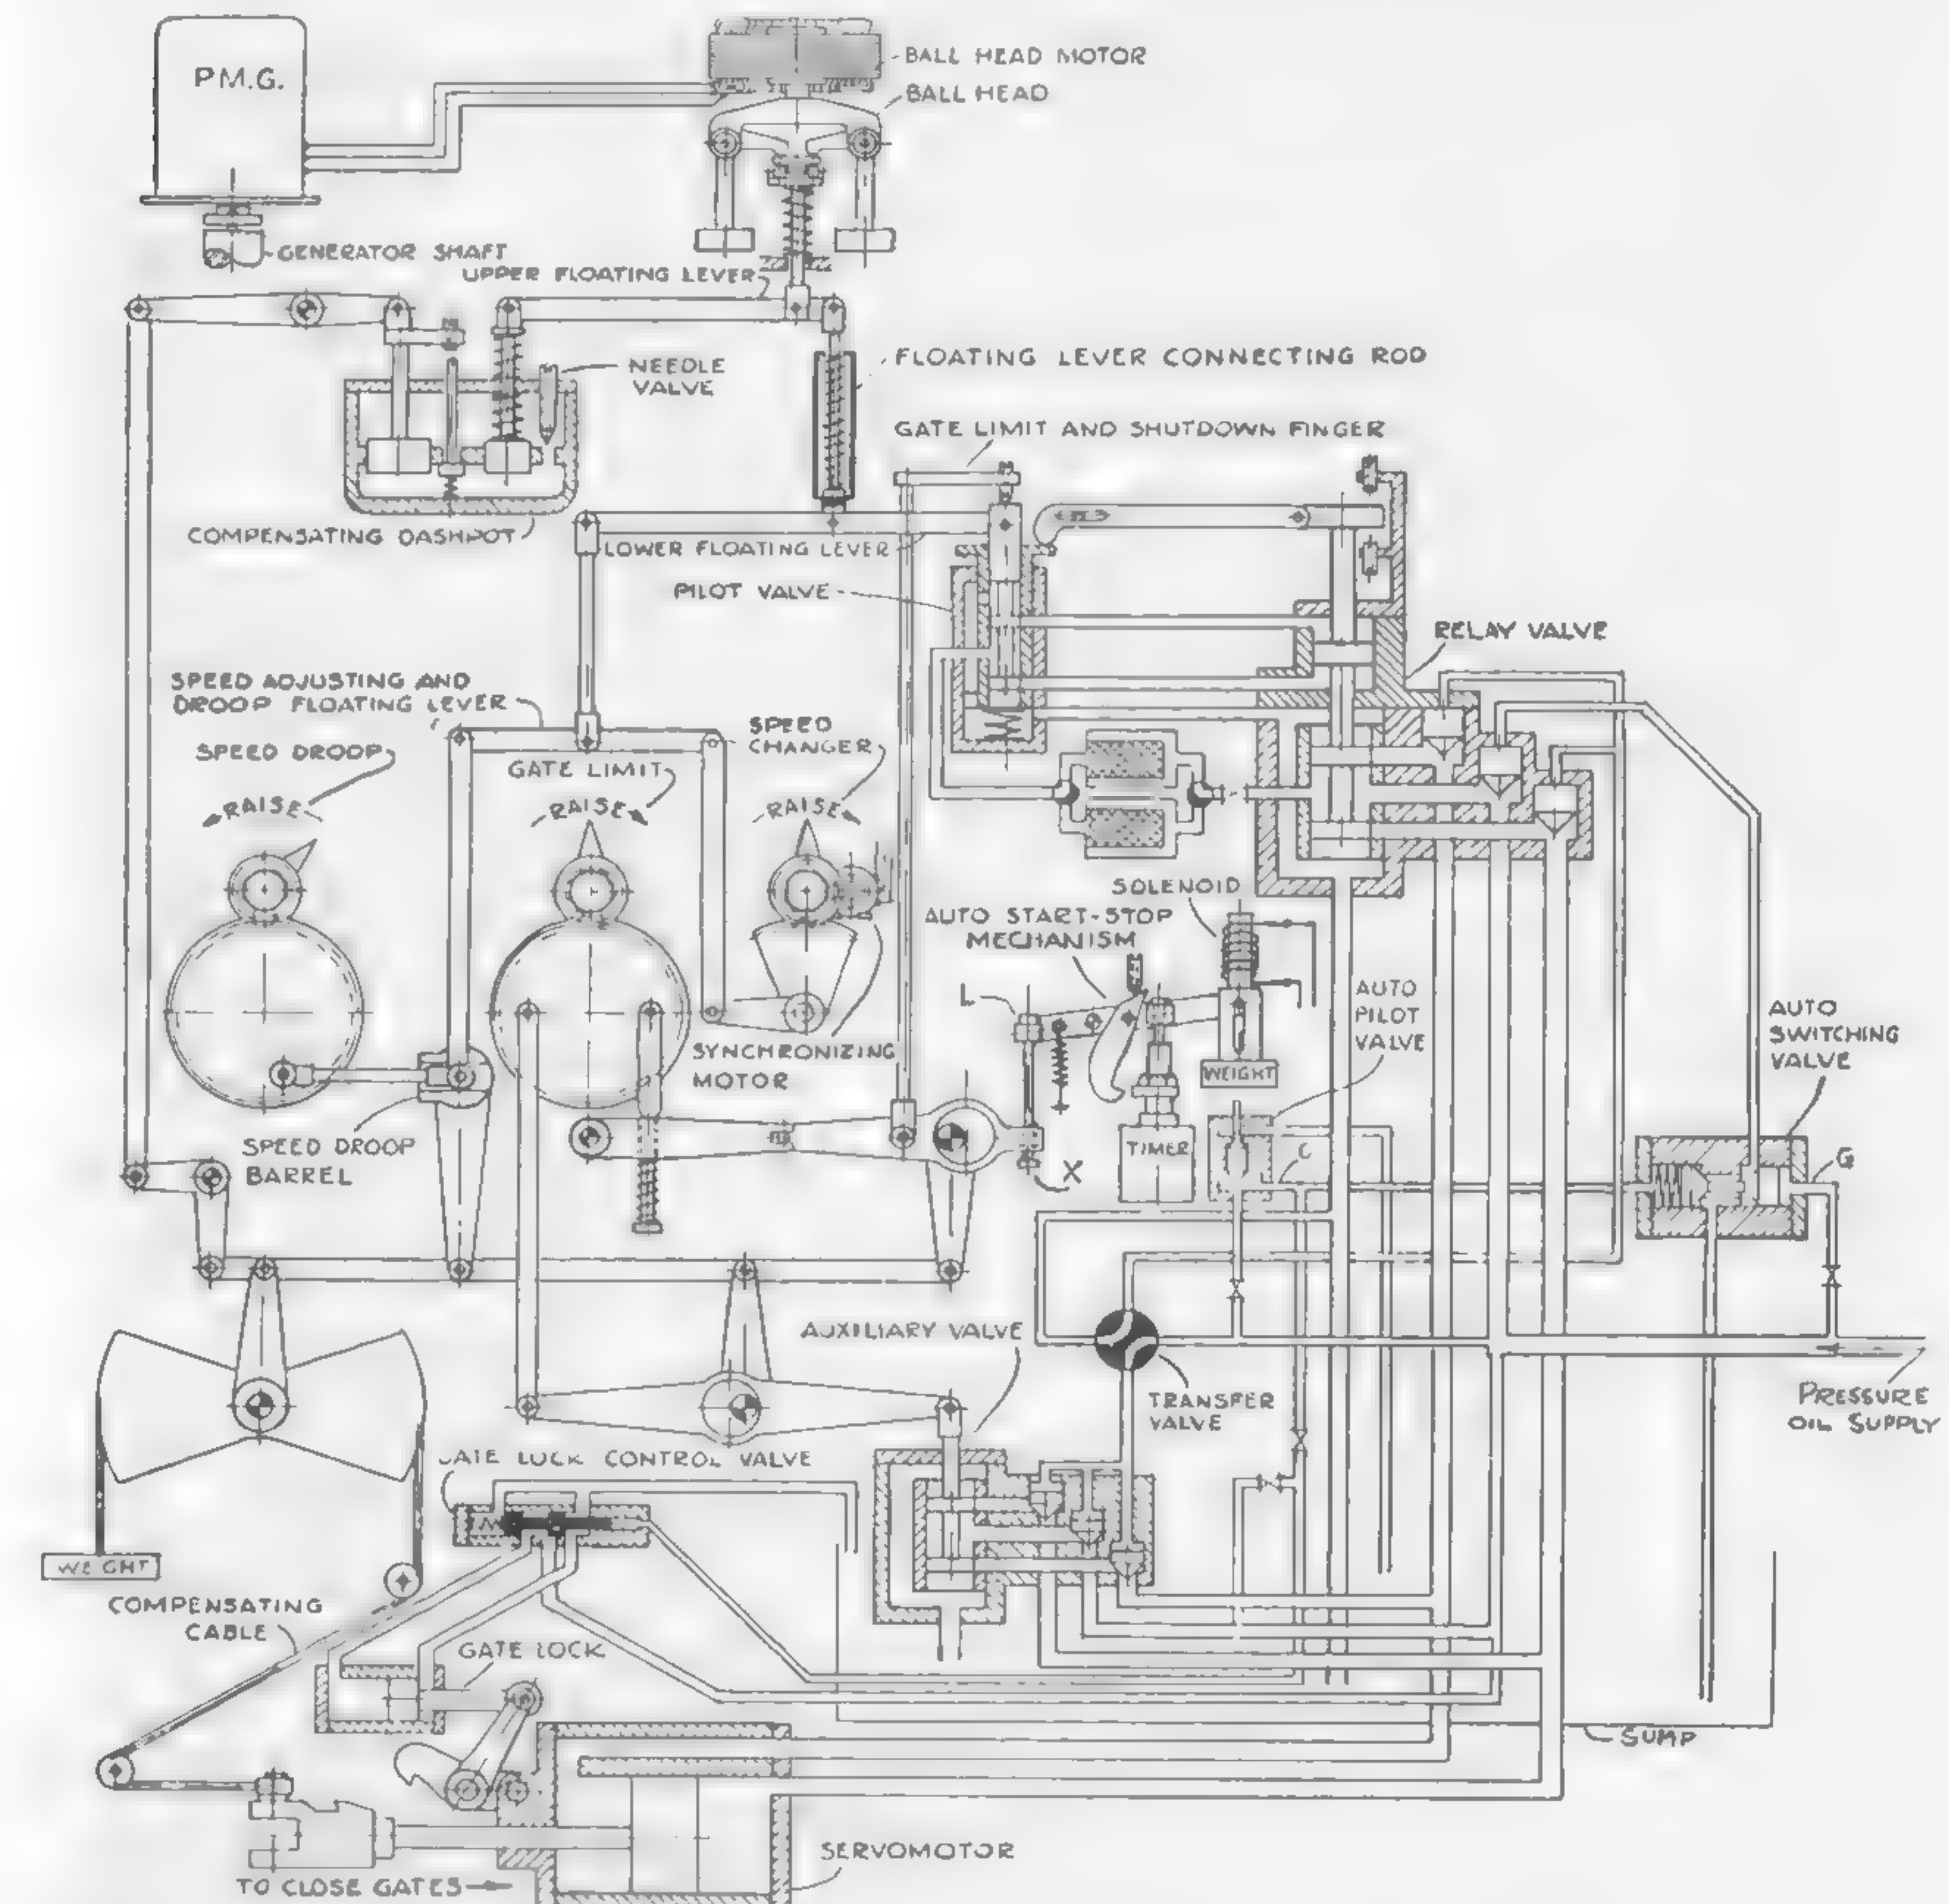 P.M.G.
BALL HEAD MOTOR
BALL HEAD
GENERATOR SHAFT
UPPER FLOATING LEVER
FLOATING LEVER CONNECTING ROD
NEEDLE
VALVE
GATE LIMIT AND SHUTDOWN FINGER
COMPENSATING DASHPOT
LOWER FLOATING LEVER
PILOT VALVE
RELAY VALVE
SPEED ADJUSTING AND
DROOP FLOATING LEVER
SPEED DROOP
RAISE
GATE LIMIT
RAISE
SPEED
CHANGER
RAISE
SOLENOID
AUTO START-STOP
MECHANISM
L
AUTO
PILOT
VALVE
AUTO
SWITCHING
VALVE
SYNCHRONIZING
MOTOR
WEIGHT
SPEED DROOP
BARREL
TIMER
X
C
G
AUXILIARY VALVE
TRANSFER
VALVE
PRESSURE
OIL SUPPLY
GATE LOCK CONTROL VALVE
WEIGHT
COMPENSATING
CABLE
GATE LOCK
SUMP
SERVOMOTOR
TO CLOSE GATES